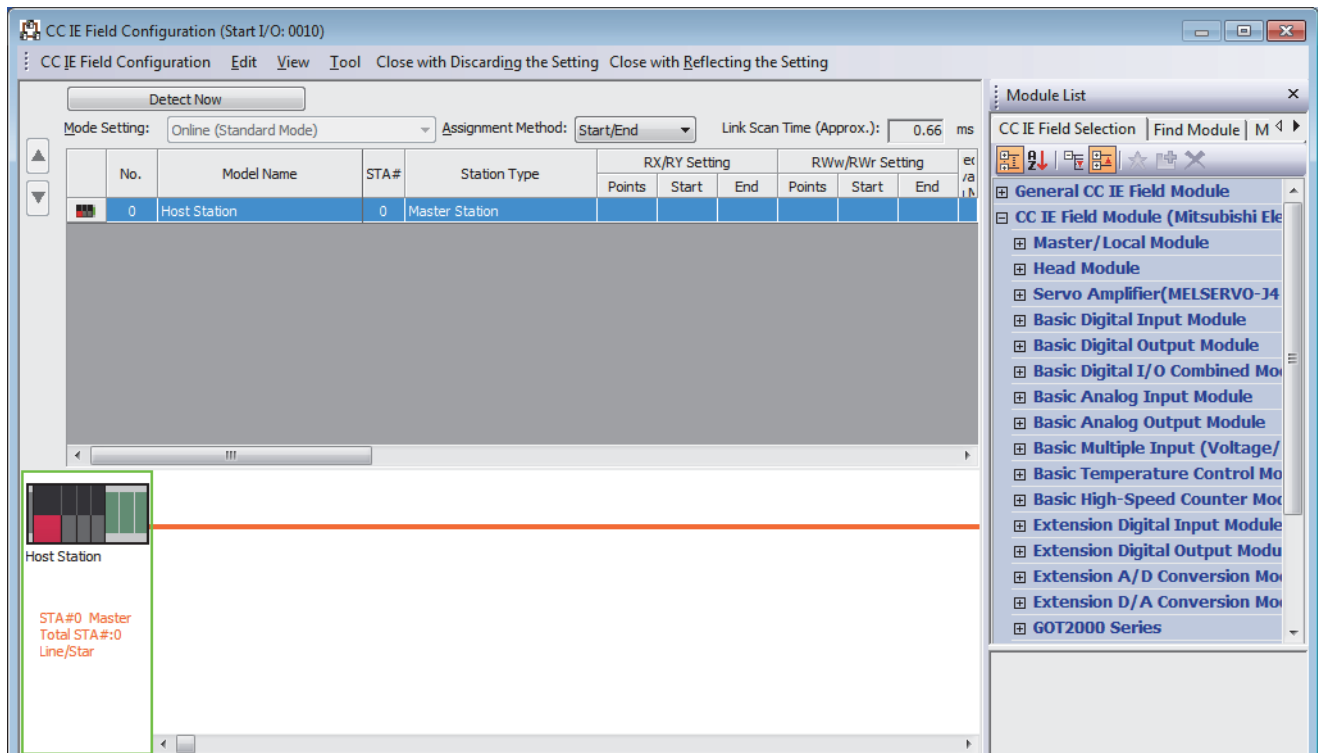 CC IE Field Configuration (Start I/O: 0010)
CC IE Field Configuration Edit View Tool Close with Discarding the Setting Close with Reflecting the Setting
Detect Now
Mode Setting: Online (Standard Mode) Assignment Method: Start/End Link Scan Time (Approx.): 0.66 ms
No. Model Name STA# Station Type RX/RY Setting RWw/RWr Setting
Points Start End Points Start End
0 Host Station 0 Master Station
Host Station
STA#0 Master
Total STA#:0
Line/Star
Module List
CC IE Field Selection Find Module M
General CC IE Field Module
CC IE Field Module (Mitsubishi Ele
Master/Local Module
Head Module
Servo Amplifier(MELSERVO-J4
Basic Digital Input Module
Basic Digital Output Module
Basic Digital I/O Combined Mo
Basic Analog Input Module
Basic Analog Output Module
Basic Multiple Input (Voltage/
Basic Temperature Control Mo
Basic High-Speed Counter Mod
Extension Digital Input Module
Extension Digital Output Modu
Extension A/D Conversion Mo
Extension D/A Conversion Mo
GOT2000 Series